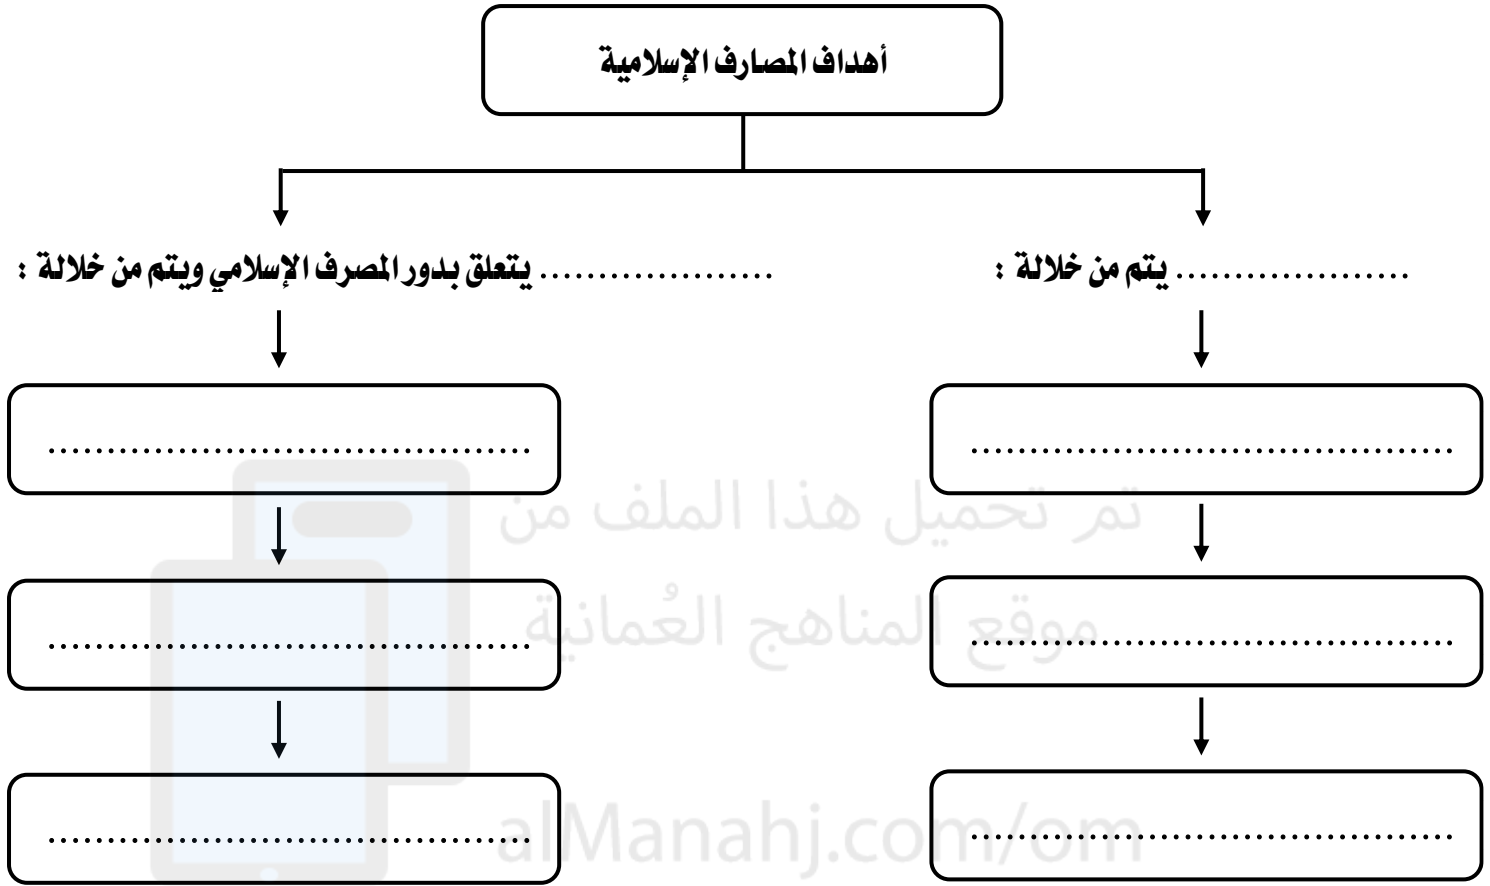 أهداف المصارف الإسلامية
................... يتم من خلالة :
................... يتعلق بدور المصرف الإسلامي ويتم من خلالة :
........................................
........................................
تم تحميل هذا الملف من
........................................
........................................
موقع المناهج العُمانية
........................................
........................................
alManahj.com/om